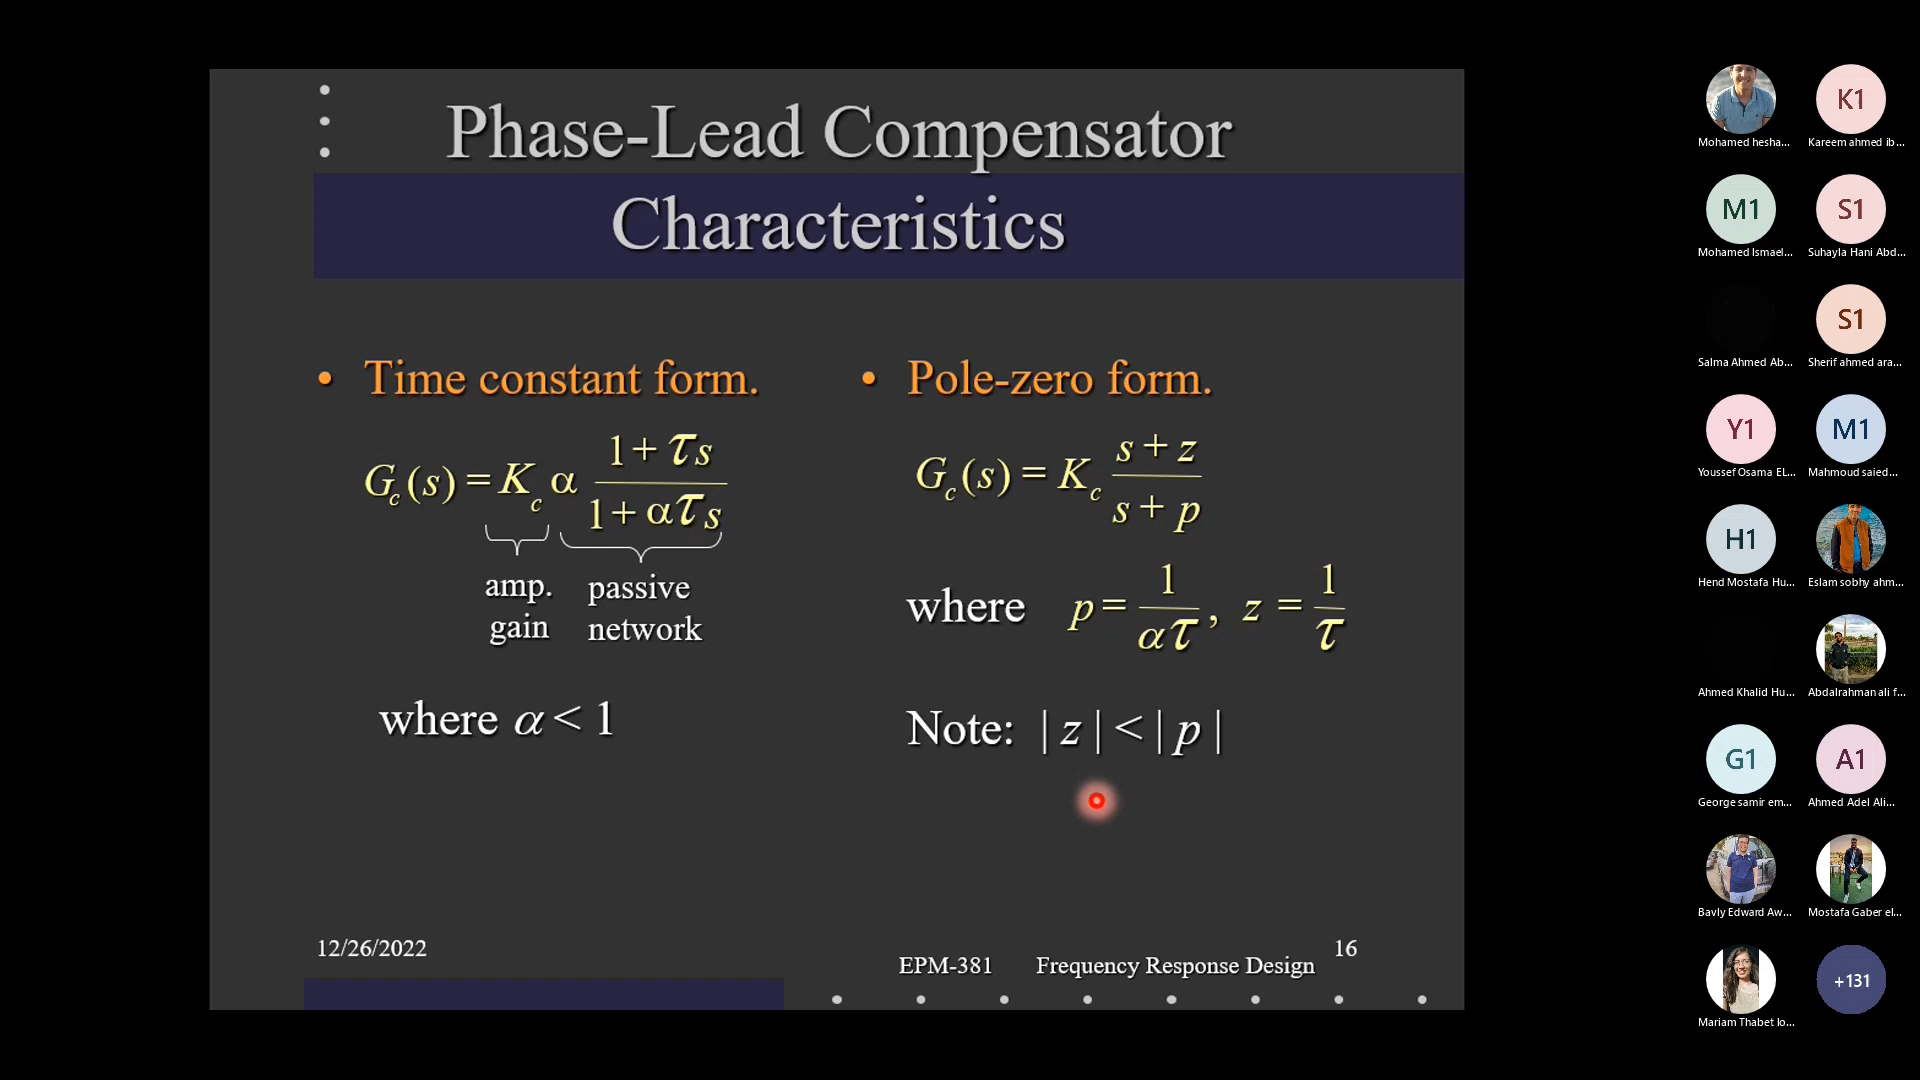 Phase-Lead Compensator
Characteristics
• Time constant form.
G_c(s) = K_c α (1 + τs) / (1 + ατs)
amp. gain
passive network
where α < 1
• Pole-zero form.
G_c(s) = K_c (s + z) / (s + p)
where p = 1/(ατ), z = 1/τ
Note: |z| < |p|
12/26/2022
EPM-381 Frequency Response Design
16
K1
Mohamed hesha...
Kareem ahmed ib...
M1
S1
Mohamed Ismael...
Suhayla Hani Abd...
S1
Salma Ahmed Ab...
Sherif ahmed ara...
Y1
M1
Youssef Osama EL...
Mahmoud saied...
H1
Hend Mostafa Hu...
Eslam sobhy ahm...
Ahmed Khalid Hu...
Abdalrahman ali f...
G1
A1
George samir em...
Ahmed Adel Ali...
Bavly Edward Aw...
Mostafa Gaber el...
+131
Mariam Thabet lo...